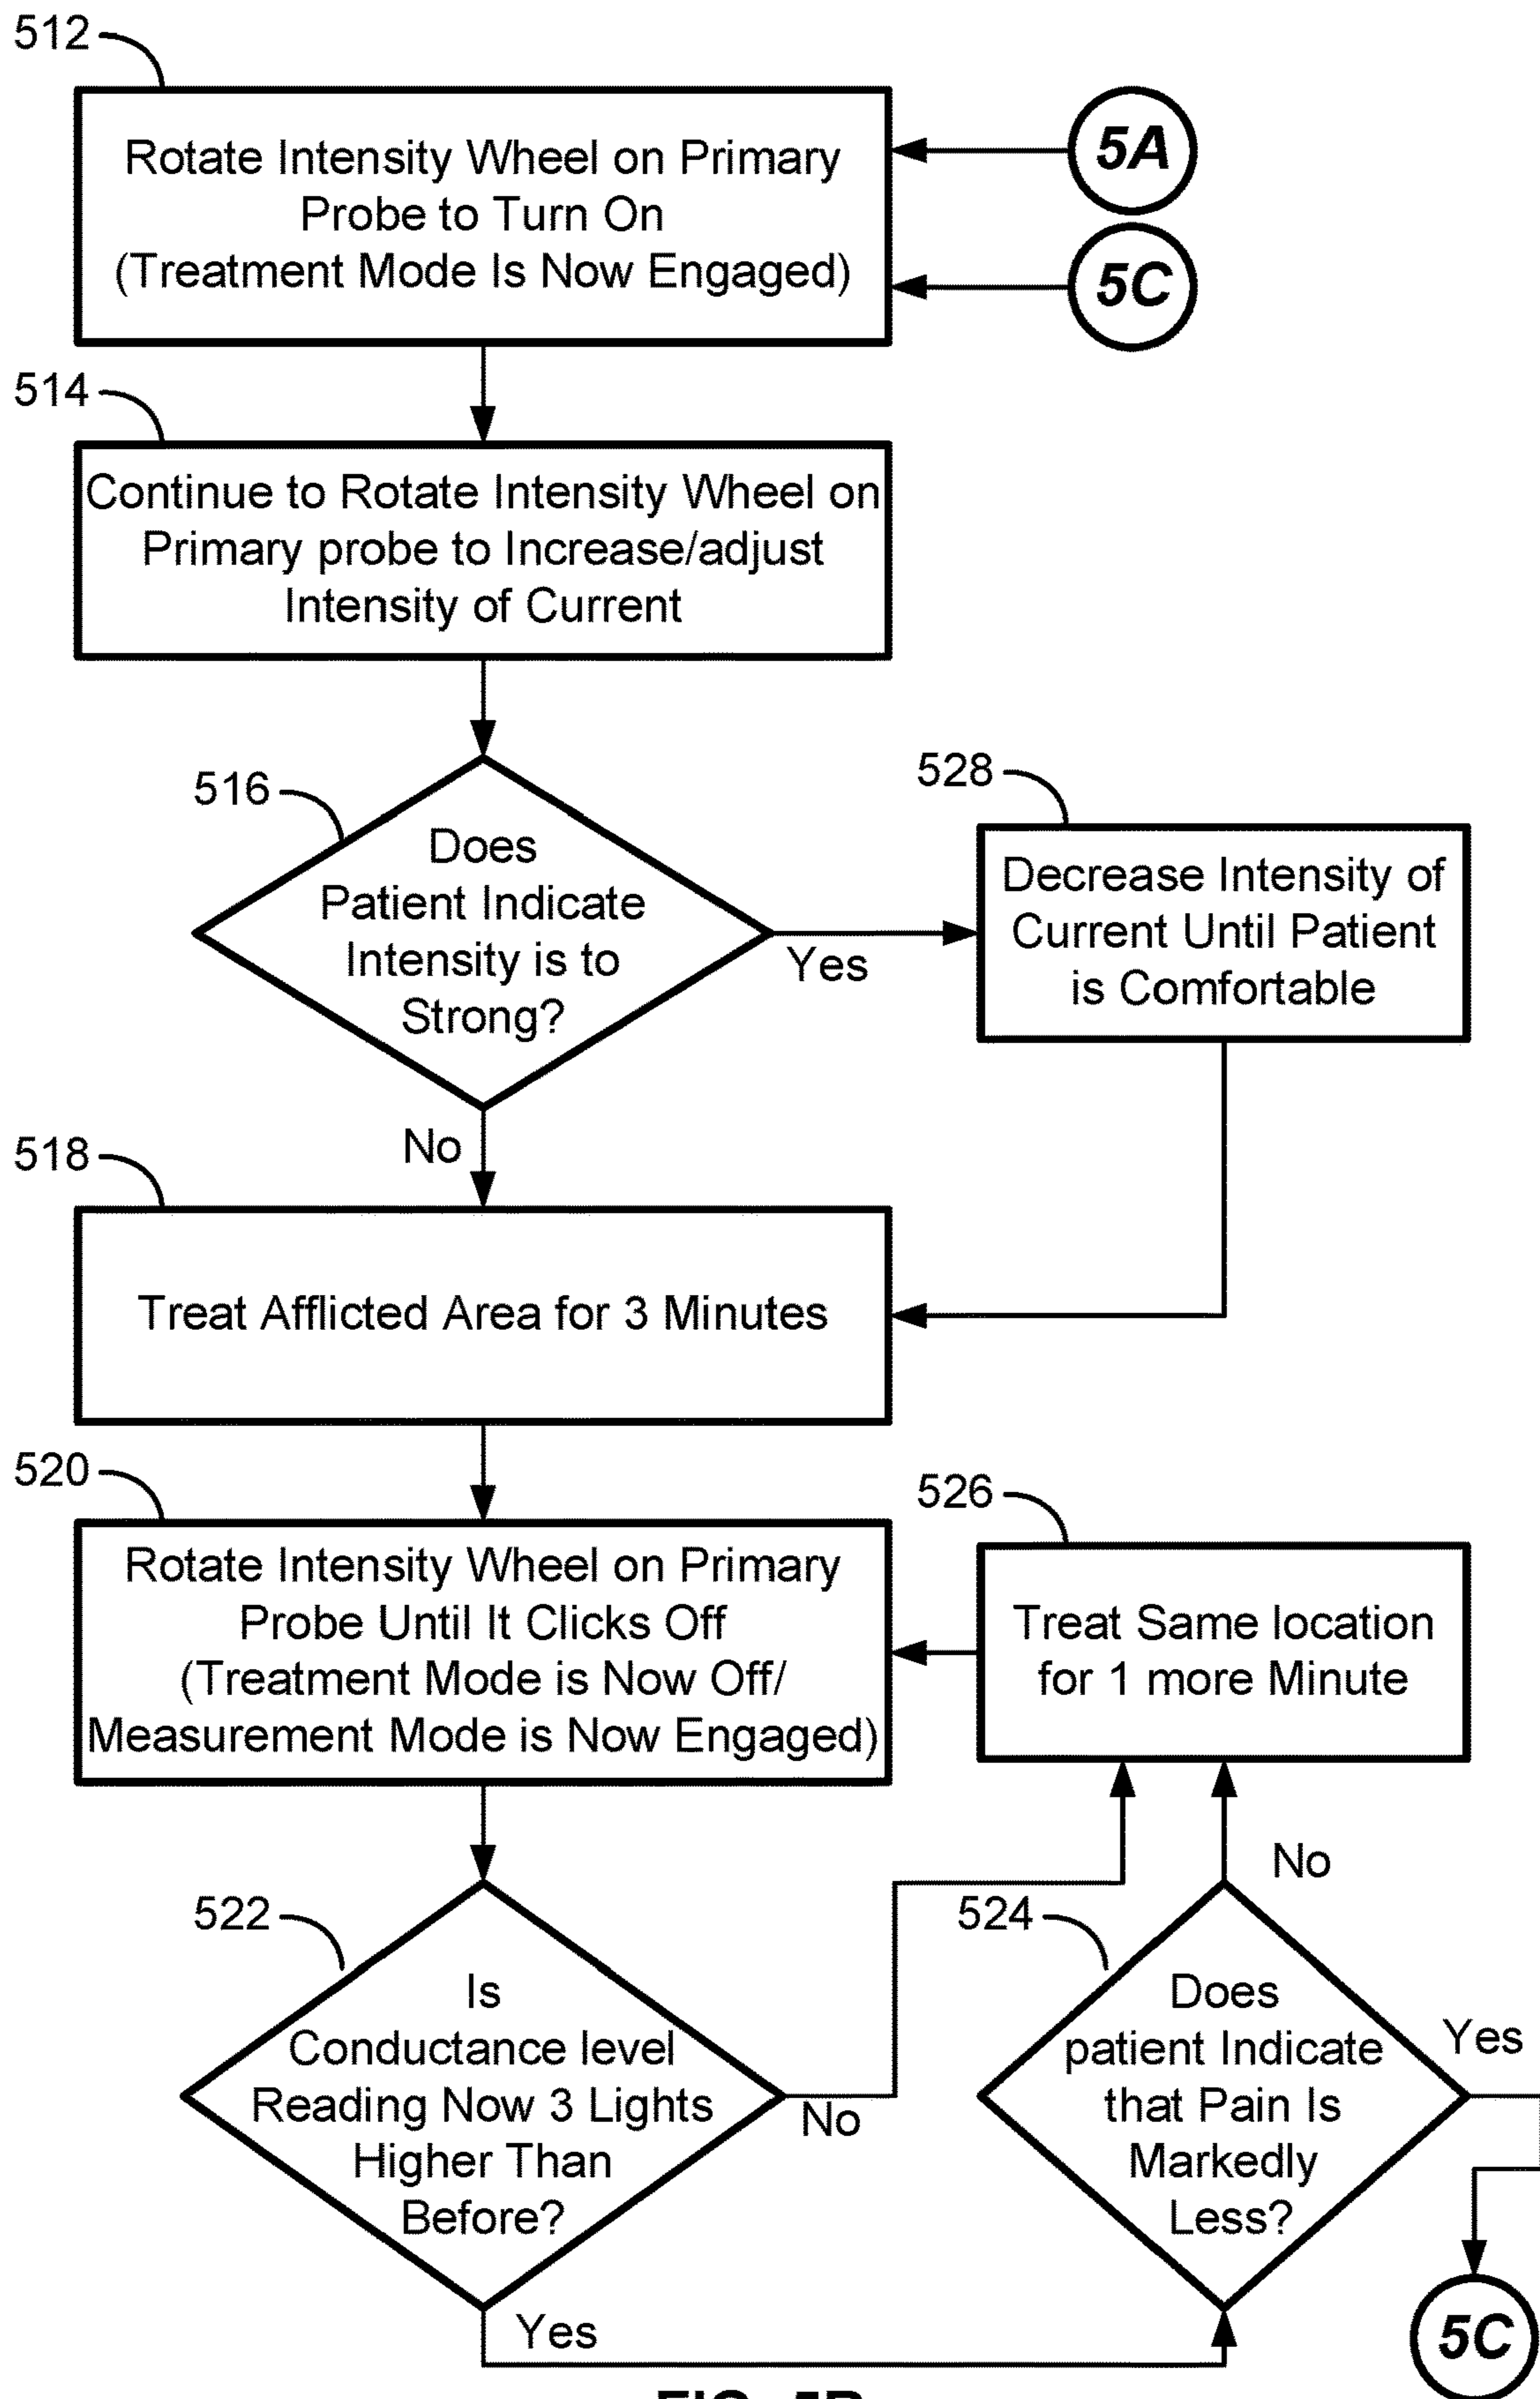 512
Rotate Intensity Wheel on Primary
Probe to Turn On
(Treatment Mode Is Now Engaged)
5A
5C
514
Continue to Rotate Intensity Wheel on
Primary probe to Increase/adjust
Intensity of Current
516
Does
Patient Indicate
Intensity is to
Strong?
Yes
No
528
Decrease Intensity of
Current Until Patient
is Comfortable
518
Treat Afflicted Area for 3 Minutes
520
Rotate Intensity Wheel on Primary
Probe Until It Clicks Off
(Treatment Mode is Now Off/
Measurement Mode is Now Engaged)
526
Treat Same location
for 1 more Minute
522
Is
Conductance level
Reading Now 3 Lights
Higher Than
Before?
No
Yes
524
Does
patient Indicate
that Pain Is
Markedly
Less?
No
Yes
5C